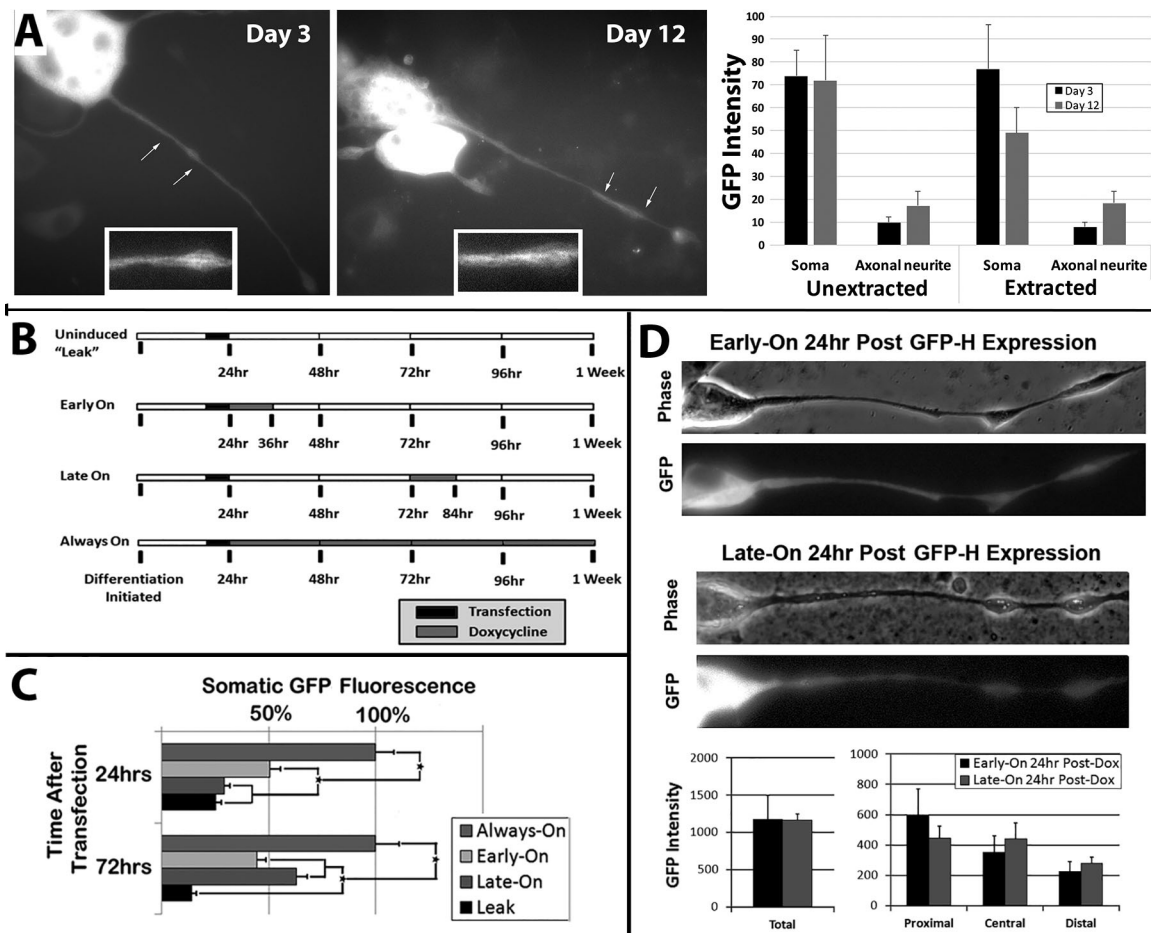 A
Day 3
Day 12
GFP Intensity
100
90
80
70
60
50
40
30
20
10
0
Day 3
Day 12
Soma
Axonal neurite
Soma
Axonal neurite
Unextracted
Extracted
B
Uninduced
"Leak"
24hr
48hr
72hr
96hr
1 Week
Early On
24hr
36hr
48hr
72hr
96hr
1 Week
Late On
24hr
48hr
72hr
84hr
96hr
1 Week
Always On
Differentiation
Initiated
24hr
48hr
72hr
96hr
1 Week
Transfection
Doxycycline
C
Somatic GFP Fluorescence
50%
100%
Time After
Transfection
24hrs
72hrs
Always-On
Early-On
Late-On
Leak
D
Early-On 24hr Post GFP-H Expression
Phase
GFP
Late-On 24hr Post GFP-H Expression
Phase
GFP
GFP Intensity
2000
1500
1000
500
0
Total
1000
800
600
400
200
0
Early-On 24hr Post-Dox
Late-On 24hr Post-Dox
Proximal
Central
Distal